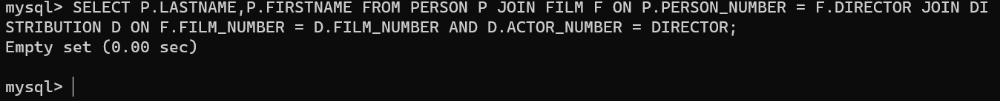 mysql> SELECT P.LASTNAME,P.FIRSTNAME FROM PERSON P JOIN FILM F ON P.PERSON_NUMBER = F.DIRECTOR JOIN DI
STRIBUTION D ON F.FILM_NUMBER = D.FILM_NUMBER AND D.ACTOR_NUMBER = DIRECTOR;
Empty set (0.00 sec)
mysql>